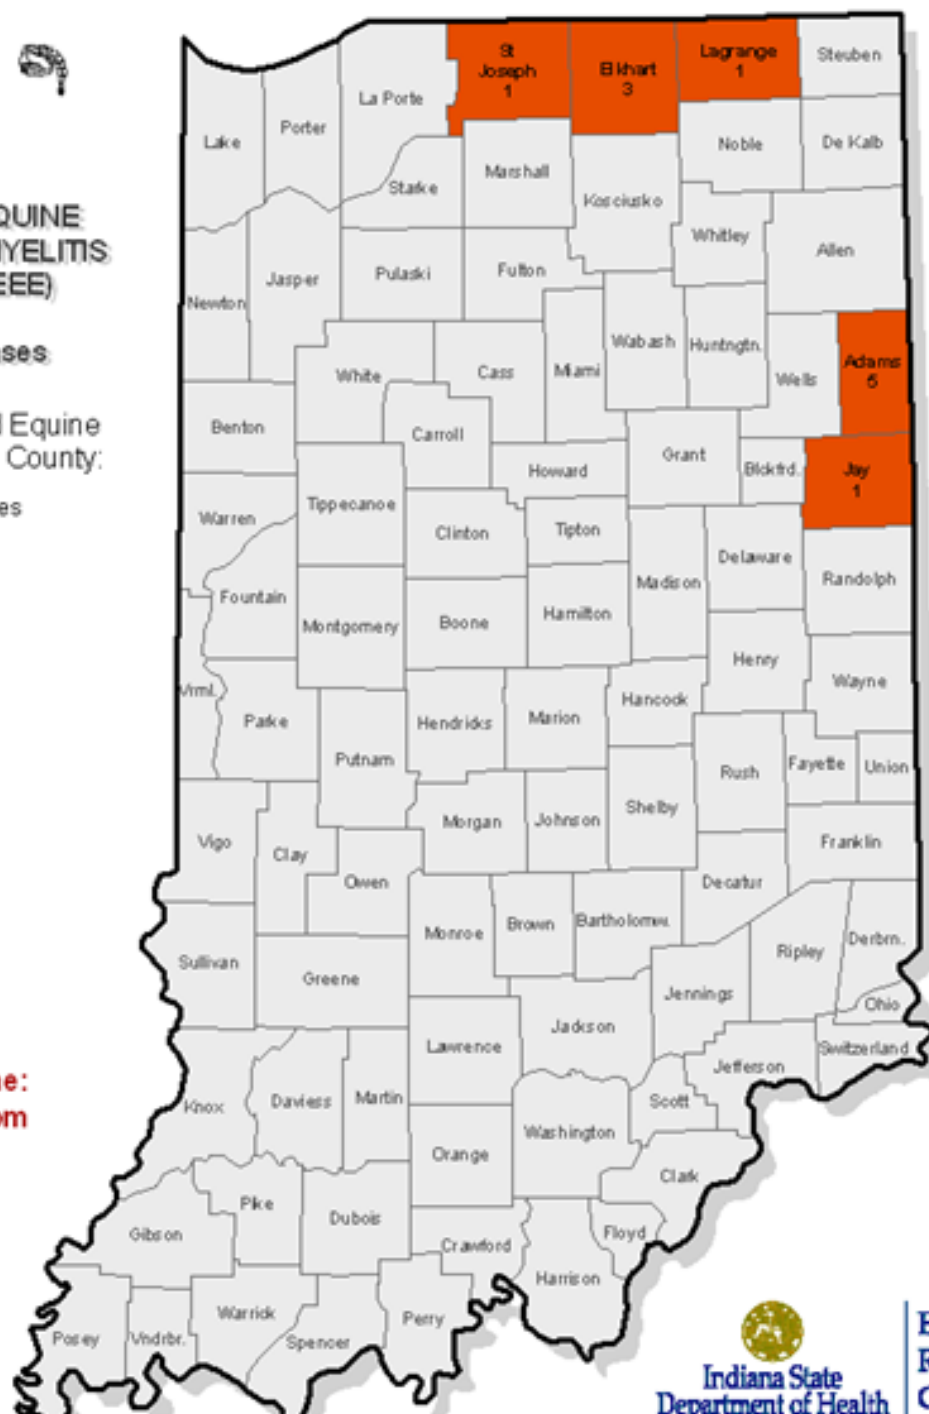 St
Joseph
1
Elkhart
3
Lagrange
1
Steuben
La Porte
Lake
Porter
Noble
De Kalb
Marshall
Starke
Kosciusko
QUINE
MYELITIS
EEE)
Whitley
Allen
Jasper
Pulaski
Fulton
Newton
ses
Wabash
Huntngtn.
Adams
5
White
Cass
Miami
Wells
l Equine
County:
Benton
Carroll
Grant
Blckfrd.
Jay
1
Howard
es
Warren
Tippecanoe
Clinton
Tipton
Delaware
Randolph
Fountain
Montgomery
Boone
Hamilton
Madison
Henry
Wayne
Vrml.
Parke
Hendricks
Marion
Hancock
Putnam
Rush
Fayette
Union
Vigo
Clay
Morgan
Johnson
Shelby
Franklin
Owen
Decatur
Monroe
Brown
Bartholomw.
Ripley
Derbrn.
Sullivan
Greene
Jennings
Ohio
Lawrence
Jackson
Jefferson
Switzerland
ne:
om
Knox
Daviess
Martin
Scott
Washington
Orange
Clark
Pike
Dubois
Gibson
Crawford
Floyd
Harrison
Warrick
Perry
Posey
Vndrbr.
Spencer
Indiana State
Department of Health